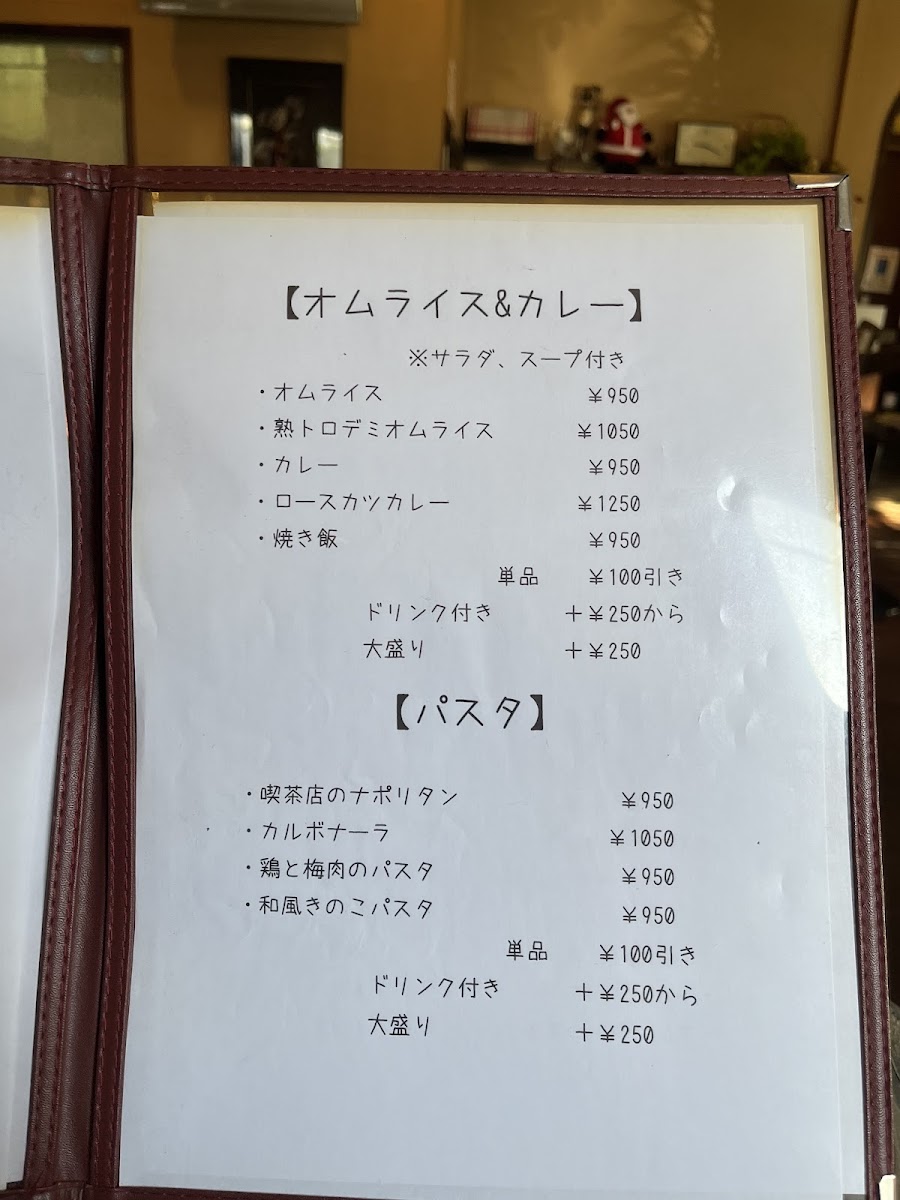 【オムライス&カレー】
※サラダ、スープ付き
・オムライス ¥950
・熟トロデミオムライス ¥1050
・カレー ¥950
・ロースカツカレー ¥1250
・焼き飯 ¥950
単品 ¥100引き
ドリンク付き +¥250から
大盛り +¥250
【パスタ】
・喫茶店のナポリタン ¥950
・カルボナーラ ¥1050
・鶏と梅肉のパスタ ¥950
・和風きのこパスタ ¥950
単品 ¥100引き
ドリンク付き +¥250から
大盛り +¥250